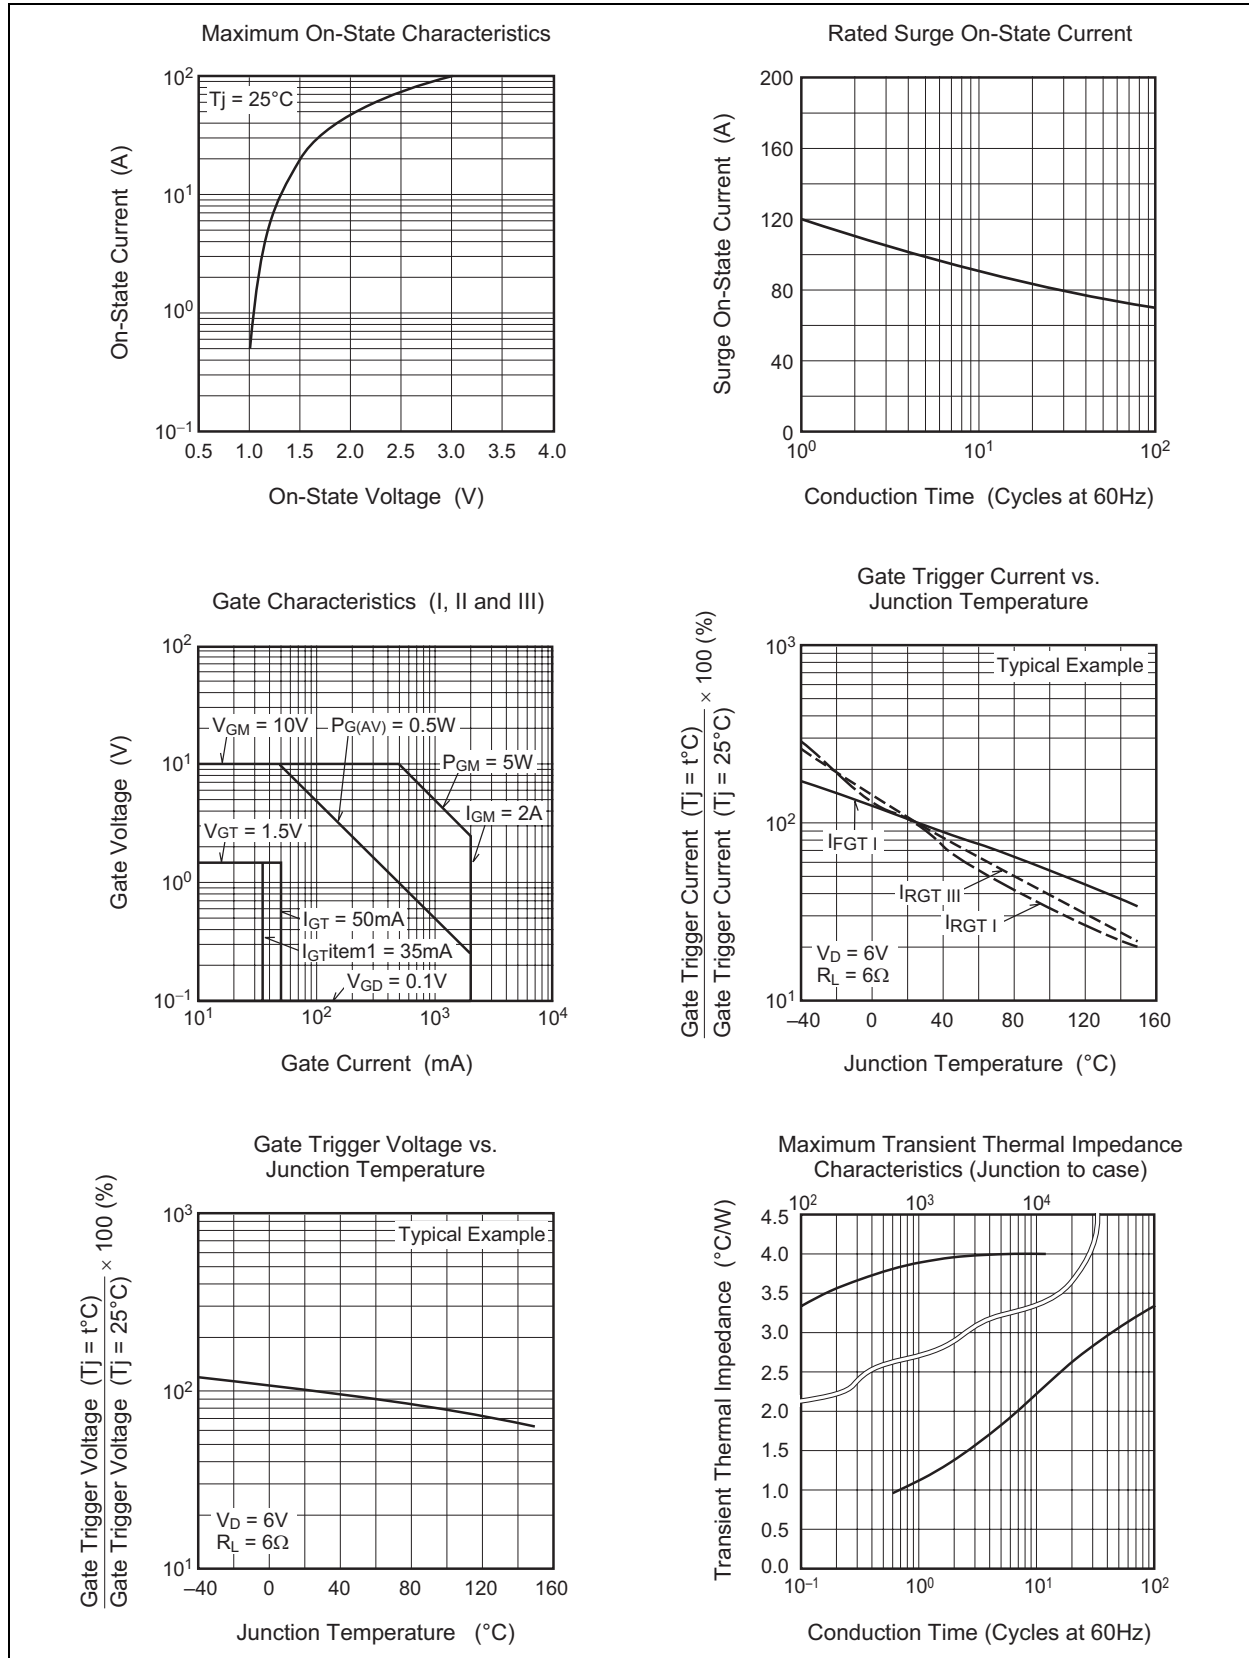 Maximum On-State Characteristics
On-State Current (A)
10²
10¹
10⁰
10⁻¹
Tj = 25°C
0.5 1.0 1.5 2.0 2.5 3.0 3.5 4.0
On-State Voltage (V)
Rated Surge On-State Current
Surge On-State Current (A)
200
160
120
80
40
0
10⁰ 10¹ 10²
Conduction Time (Cycles at 60Hz)
Gate Characteristics (I, II and III)
Gate Voltage (V)
10²
10¹
10⁰
10⁻¹
VGM = 10V
PG(AV) = 0.5W
PGM = 5W
IGM = 2A
VGT = 1.5V
IGT = 50mA
IGTitem1 = 35mA
VGD = 0.1V
10¹ 10² 10³ 10⁴
Gate Current (mA)
Gate Trigger Current vs.
Junction Temperature
Gate Trigger Current (Tj = t°C)
Gate Trigger Current (Tj = 25°C)
× 100 (%)
10³
10²
10¹
Typical Example
IFGT I
IRGT III
IRGT I
VD = 6V
RL = 6Ω
–40 0 40 80 120 160
Junction Temperature (°C)
Gate Trigger Voltage vs.
Junction Temperature
Gate Trigger Voltage (Tj = t°C)
Gate Trigger Voltage (Tj = 25°C)
× 100 (%)
10³
10²
10¹
Typical Example
VD = 6V
RL = 6Ω
–40 0 40 80 120 160
Junction Temperature (°C)
Maximum Transient Thermal Impedance
Characteristics (Junction to case)
Transient Thermal Impedance (°C/W)
10² 10³ 10⁴
4.5
4.0
3.5
3.0
2.5
2.0
1.5
1.0
0.5
0.0
10⁻¹ 10⁰ 10¹ 10²
Conduction Time (Cycles at 60Hz)